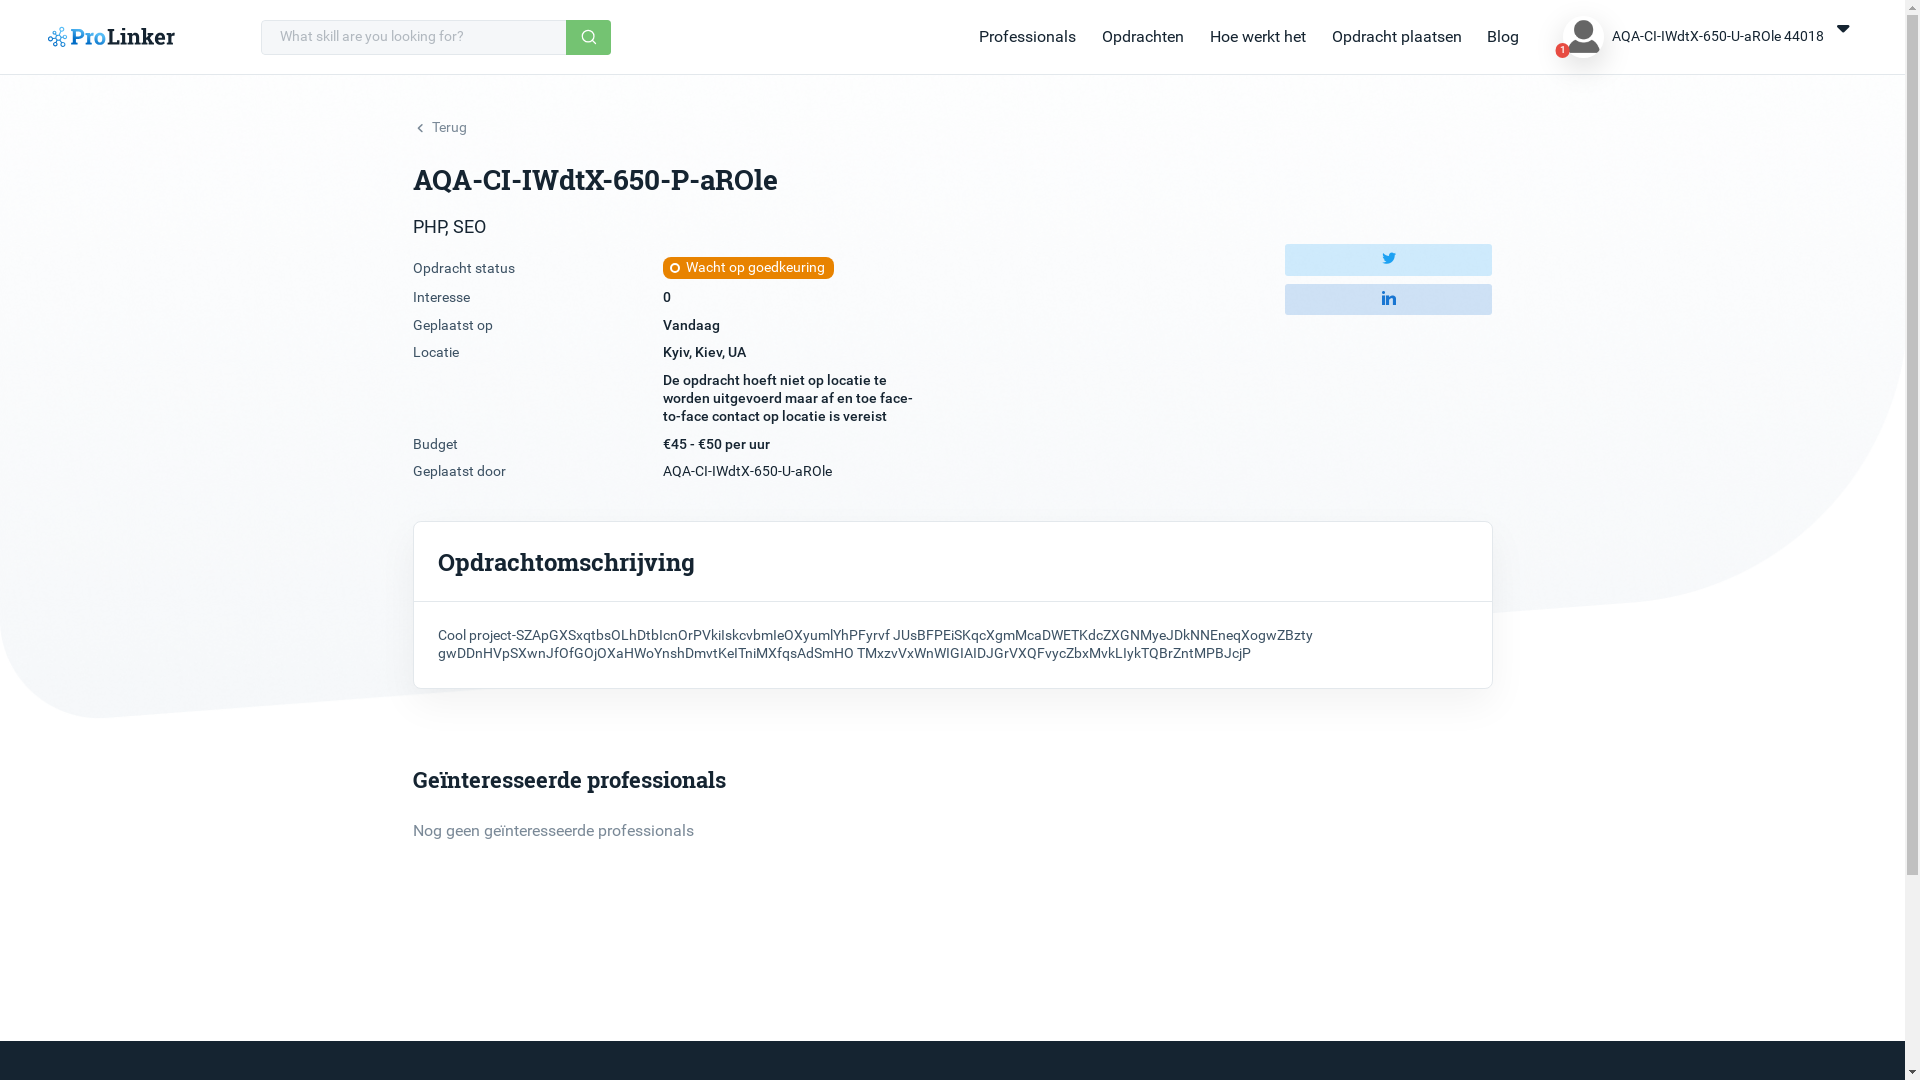 ProLinker
What skill are you looking for?
Professionals
Opdrachten
Hoe werkt het
Opdracht plaatsen
Blog
1
AQA-CI-IWdtX-650-U-aROle 44018
Terug
AQA-CI-IWdtX-650-P-aROle
PHP, SEO
Opdracht status
Wacht op goedkeuring
Interesse
0
Geplaatst op
Vandaag
Locatie
Kyiv, Kiev, UA
De opdracht hoeft niet op locatie te
worden uitgevoerd maar af en toe face-
to-face contact op locatie is vereist
Budget
€45 - €50 per uur
Geplaatst door
AQA-CI-IWdtX-650-U-aROle
in
Opdrachtomschrijving
Cool project-SZApGXSxqtbsOLhDtbIcnOrPVkiIskcvbmIeOXyumlYhPFyrvf JUsBFPEiSKqcXgmMcaDWETKdcZXGNMyeJDkNNEneqXogwZBzty
gwDDnHVpSXwnJfOfGOjOXaHWoYnshDmvtKeITniMXfqsAdSmHO TMxzvVxWnWIGIAIDJGrVXQFvycZbxMvkLIykTQBrZntMPBJcjP
Geïnteresseerde professionals
Nog geen geïnteresseerde professionals